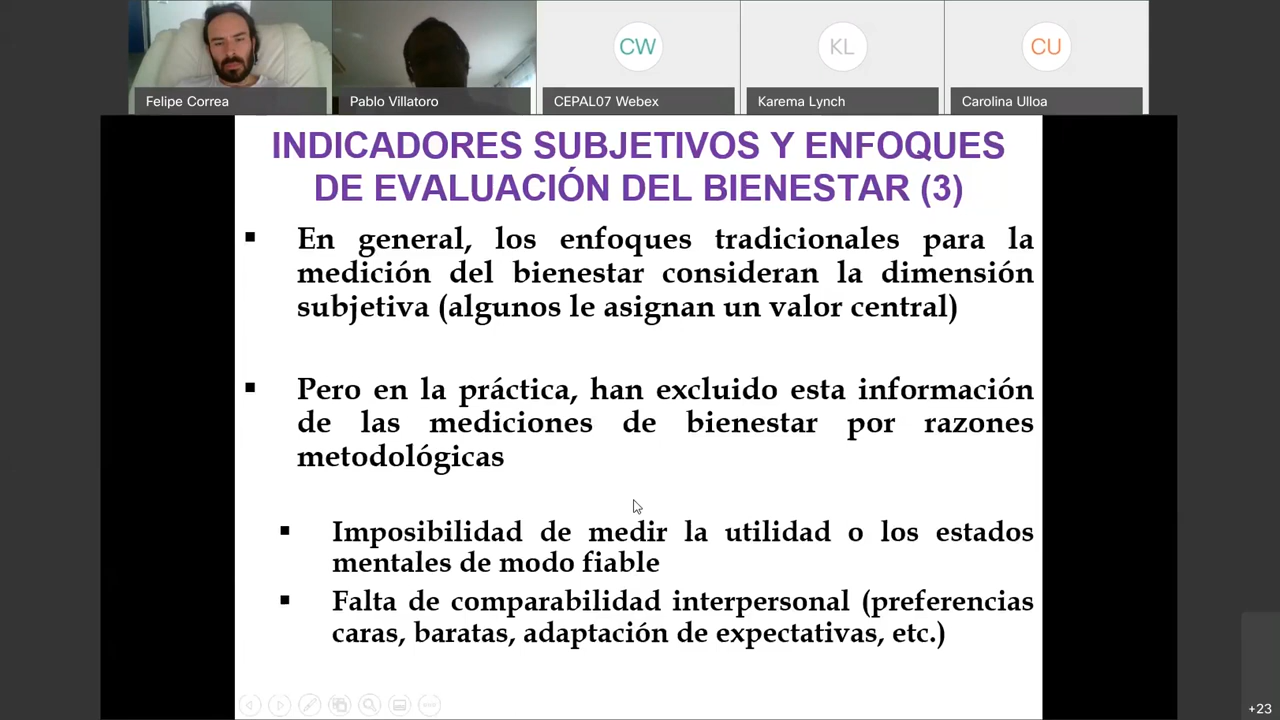 CW
KL
CU
Felipe Correa
Pablo Villatoro
CEPAL07 Webex
Karema Lynch
Carolina Ulloa
INDICADORES SUBJETIVOS Y ENFOQUES
DE EVALUACIÓN DEL BIENESTAR (3)
▪ En general, los enfoques tradicionales para la
medición del bienestar consideran la dimensión
subjetiva (algunos le asignan un valor central)
▪ Pero en la práctica, han excluido esta información
de las mediciones de bienestar por razones
metodológicas
▪ Imposibilidad de medir la utilidad o los estados
mentales de modo fiable
▪ Falta de comparabilidad interpersonal (preferencias
caras, baratas, adaptación de expectativas, etc.)
+23